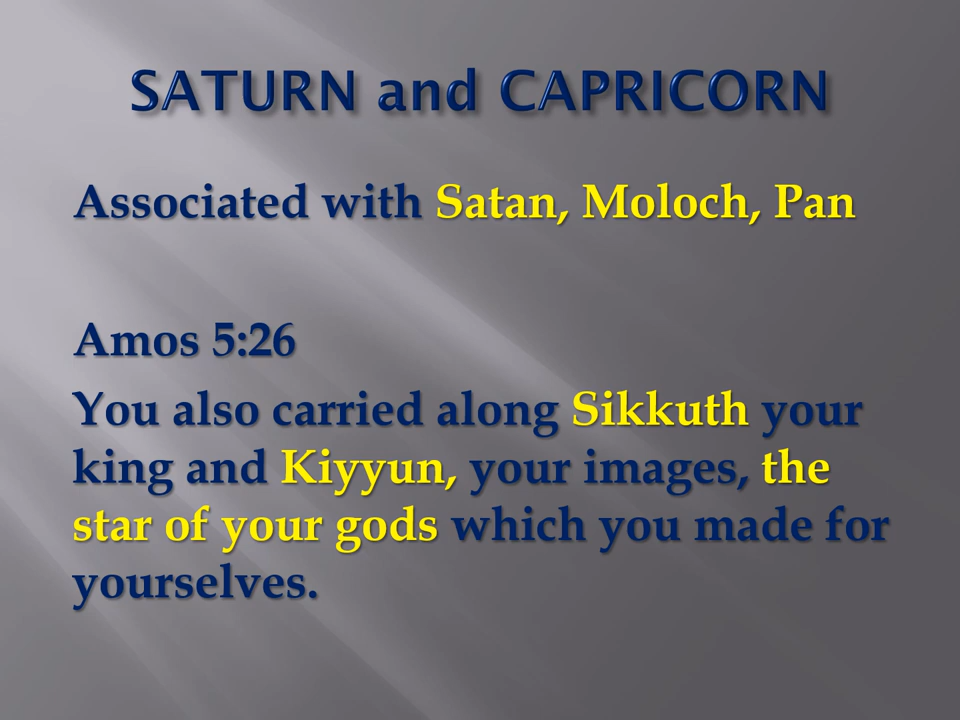 SATURN and CAPRICORN
Associated with Satan, Moloch, Pan
Amos 5:26
You also carried along Sikkuth your
king and Kiyyun, your images, the
star of your gods which you made for
yourselves.